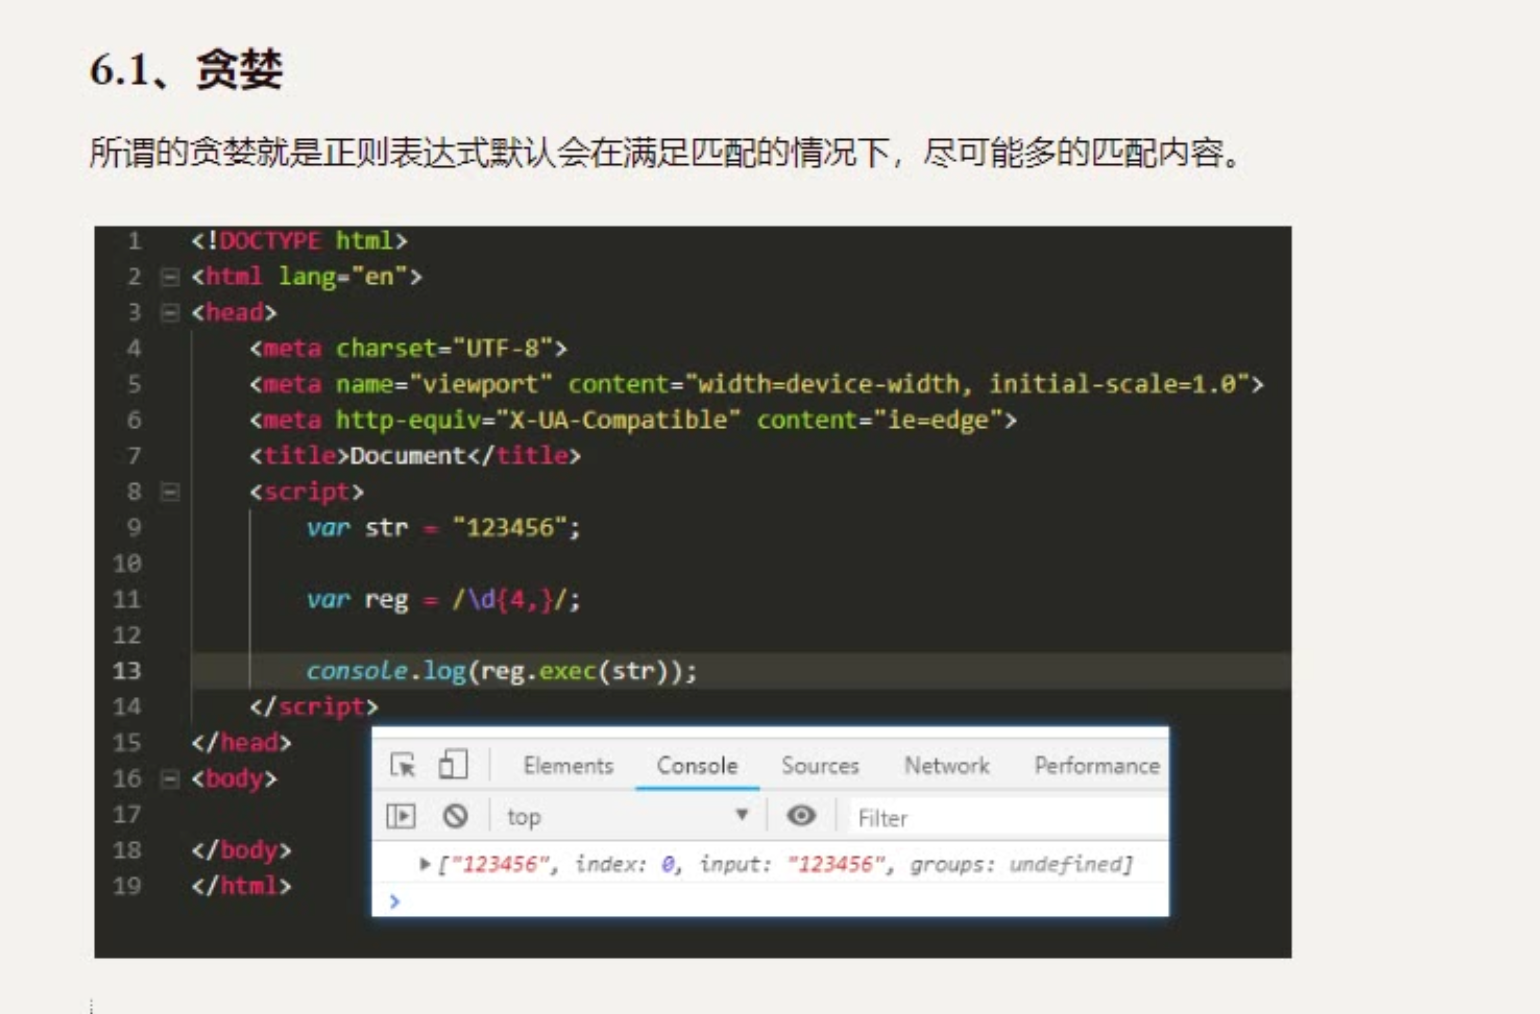 6.1、贪婪
所谓的贪婪就是正则表达式默认会在满足匹配的情况下，尽可能多的匹配内容。
1 <!DOCTYPE html>
2 <html lang="en">
3 <head>
4 <meta charset="UTF-8">
5 <meta name="viewport" content="width=device-width, initial-scale=1.0">
6 <meta http-equiv="X-UA-Compatible" content="ie=edge">
7 <title>Document</title>
8 <script>
9 var str = "123456";
10
11 var reg = /\d{4,}/;
12
13 console.log(reg.exec(str));
14 </script>
15 </head>
Elements Console Sources Network Performance
16 <body>
17
top Filter
18 </body>
["123456", index: 0, input: "123456", groups: undefined]
19 </html>